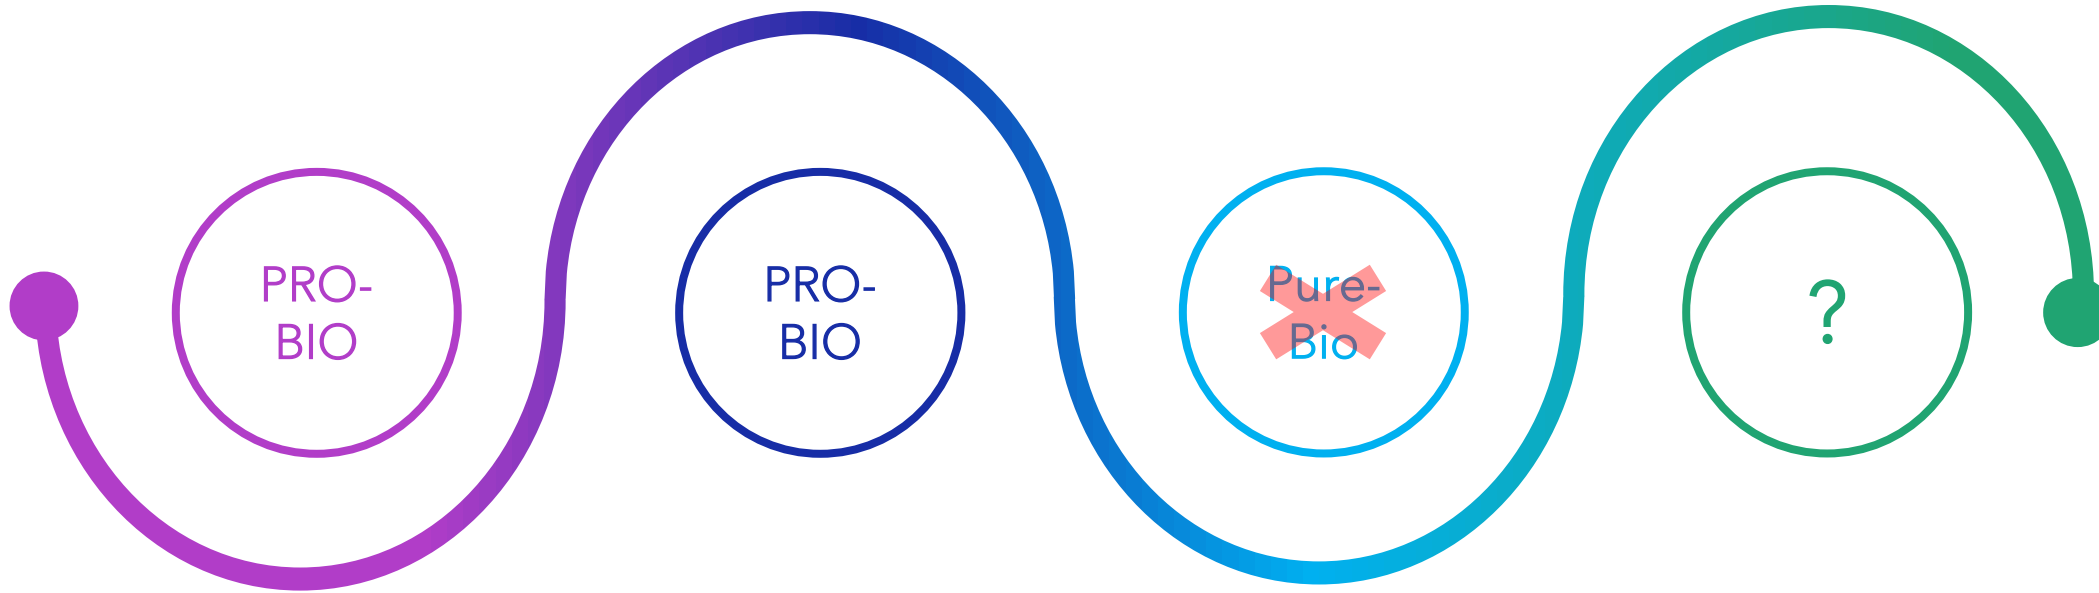 PRO-
BIO
PRO-
BIO
Pure-
Bio
?